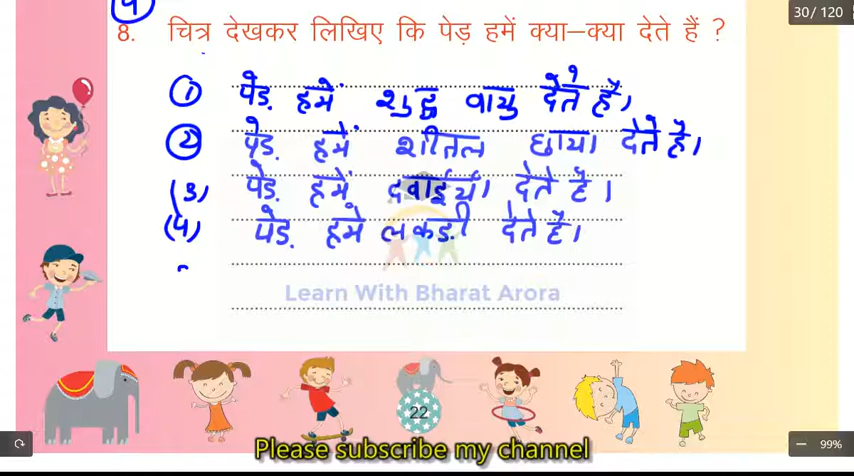 9
30 / 120
8. चित्र देखकर लिखिए कि पेड़ हमें क्या–क्या देते हैं ?
① पेड़ हमें शुद्ध वायु देते है।
② पेड़ हमें शीतल छाया देते है।
(3) पेड़ हमें दवाईयाँ देते है।
(4) पेड़ हमें लकड़ी देते है।
Learn With Bharat Arora
22
Please subscribe my channel
99%